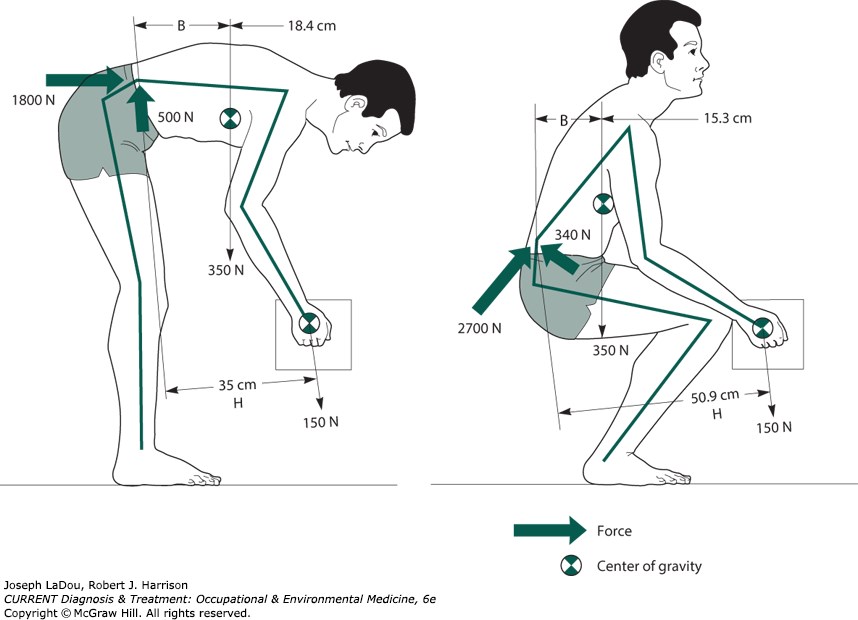 B
18.4 cm
1800 N
500 N
350 N
35 cm
H
150 N
B
15.3 cm
340 N
2700 N
350 N
50.9 cm
H
150 N
Force
Center of gravity
Joseph LaDou, Robert J. Harrison
CURRENT Diagnosis & Treatment: Occupational & Environmental Medicine, 6e
Copyright © McGraw Hill. All rights reserved.